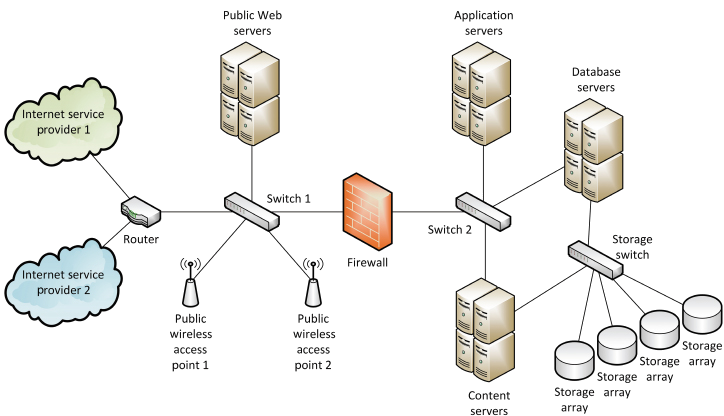 Public Web
servers
Application
servers
Database
servers
Internet service
provider 1
Switch 1
Switch 2
Router
Firewall
Storage
switch
Internet service
provider 2
Public
wireless
access
point 1
Public
wireless
access
point 2
Content
servers
Storage
array
Storage
array
Storage
array
Storage
array